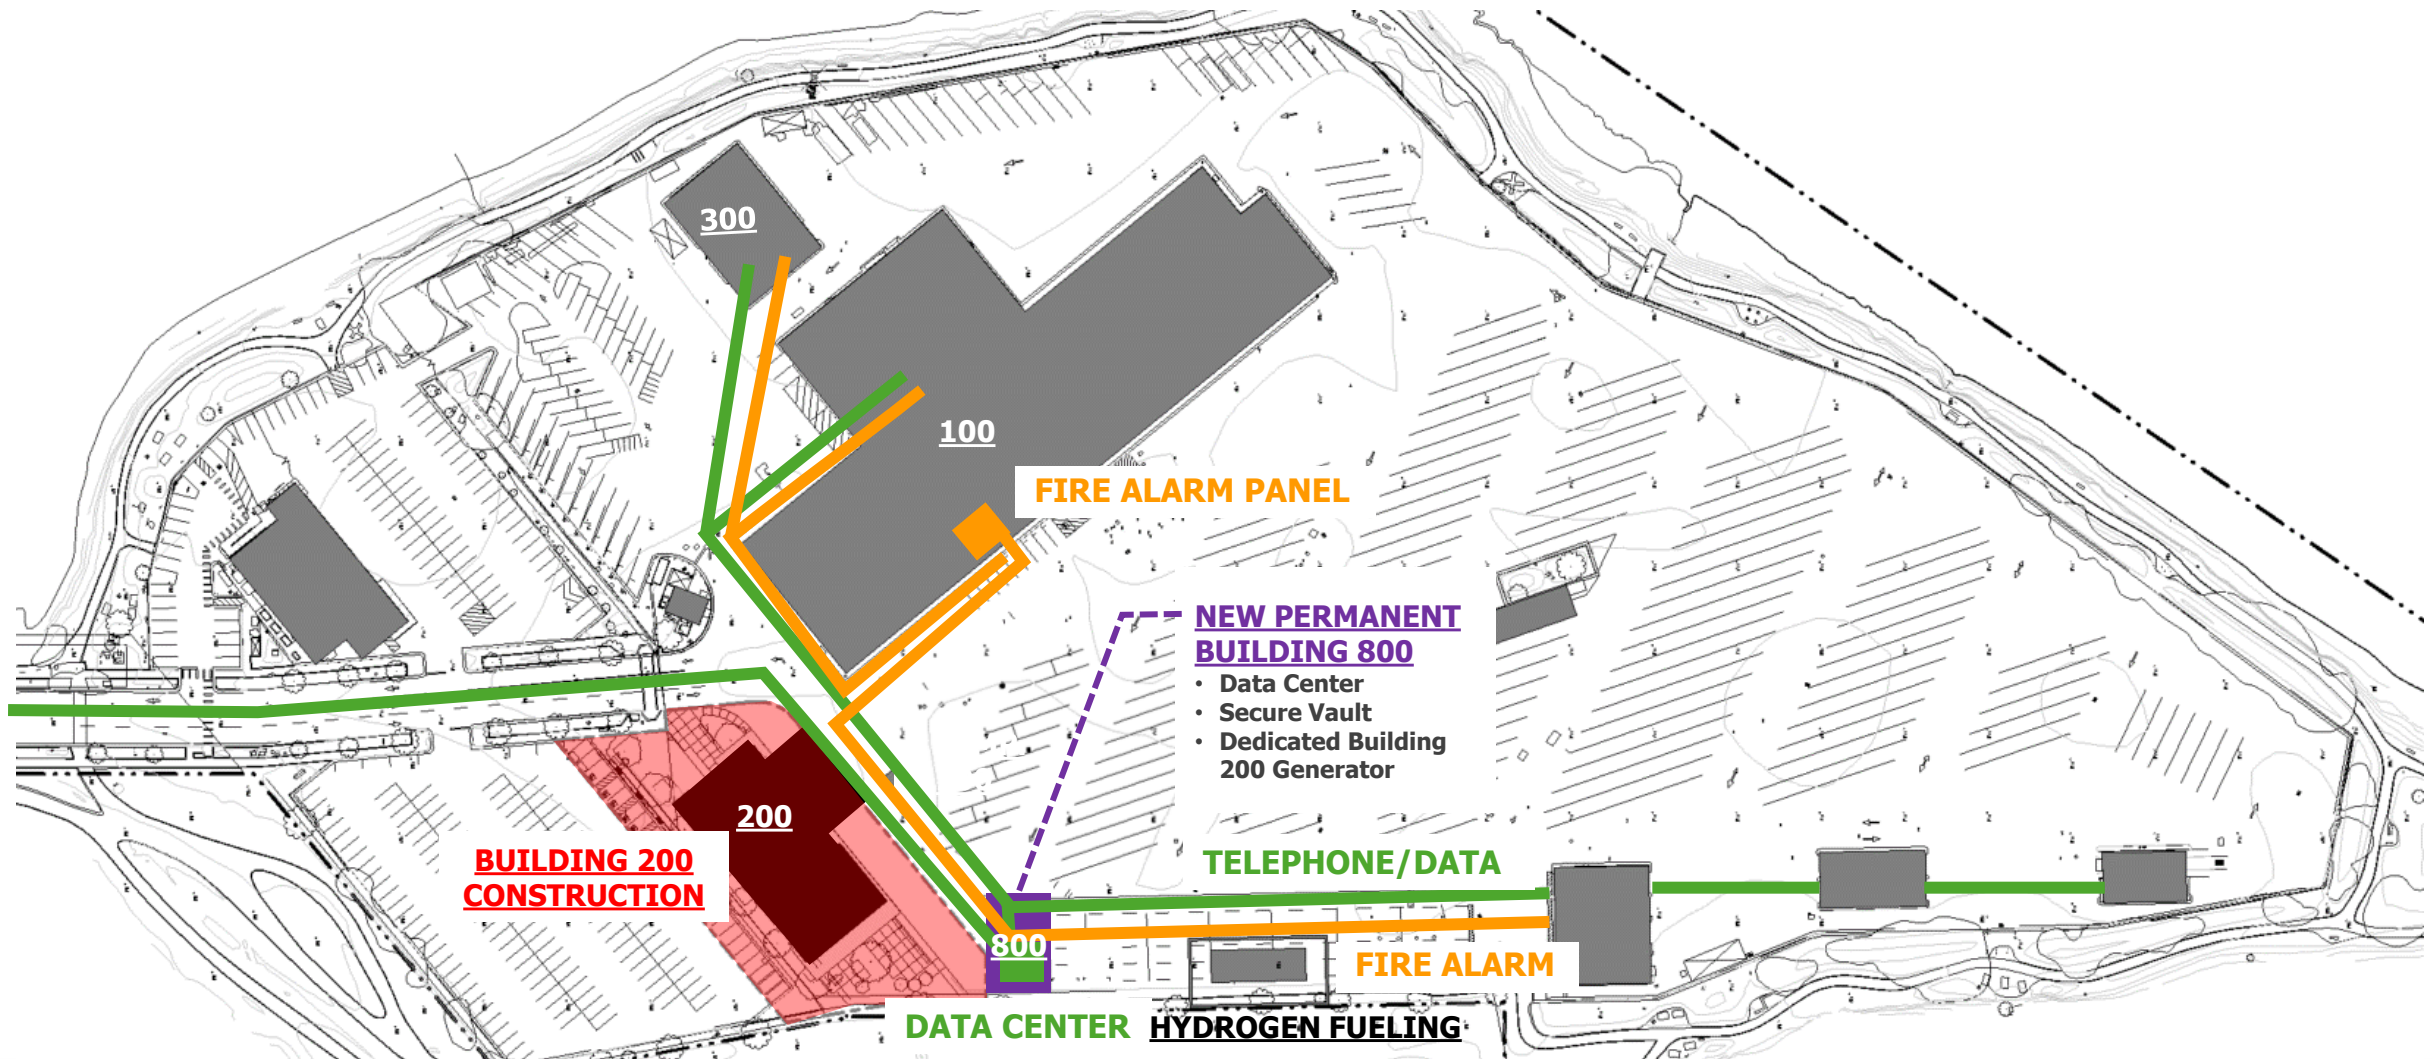 300
100
FIRE ALARM PANEL
NEW PERMANENT
BUILDING 800
• Data Center
• Secure Vault
• Dedicated Building
200 Generator
200
BUILDING 200
CONSTRUCTION
TELEPHONE/DATA
800
FIRE ALARM
DATA CENTER
HYDROGEN FUELING